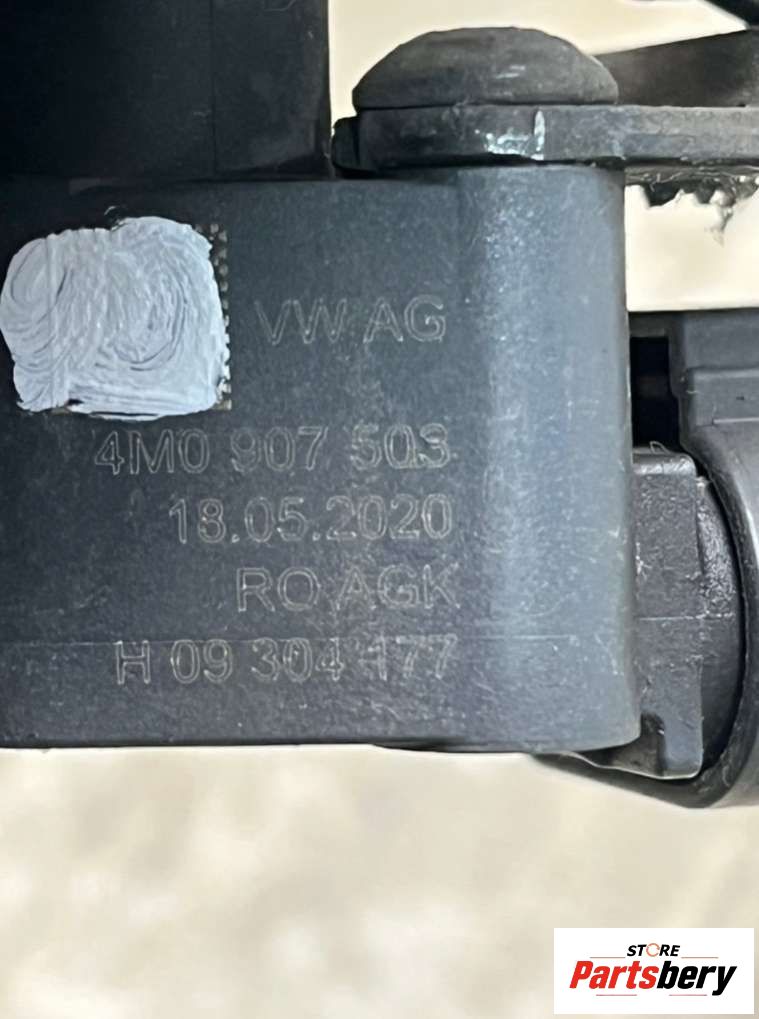 VW AG
4M0 907 503
18.05.2020
RO AGK
H 09 304 177
STORE
Partsbery